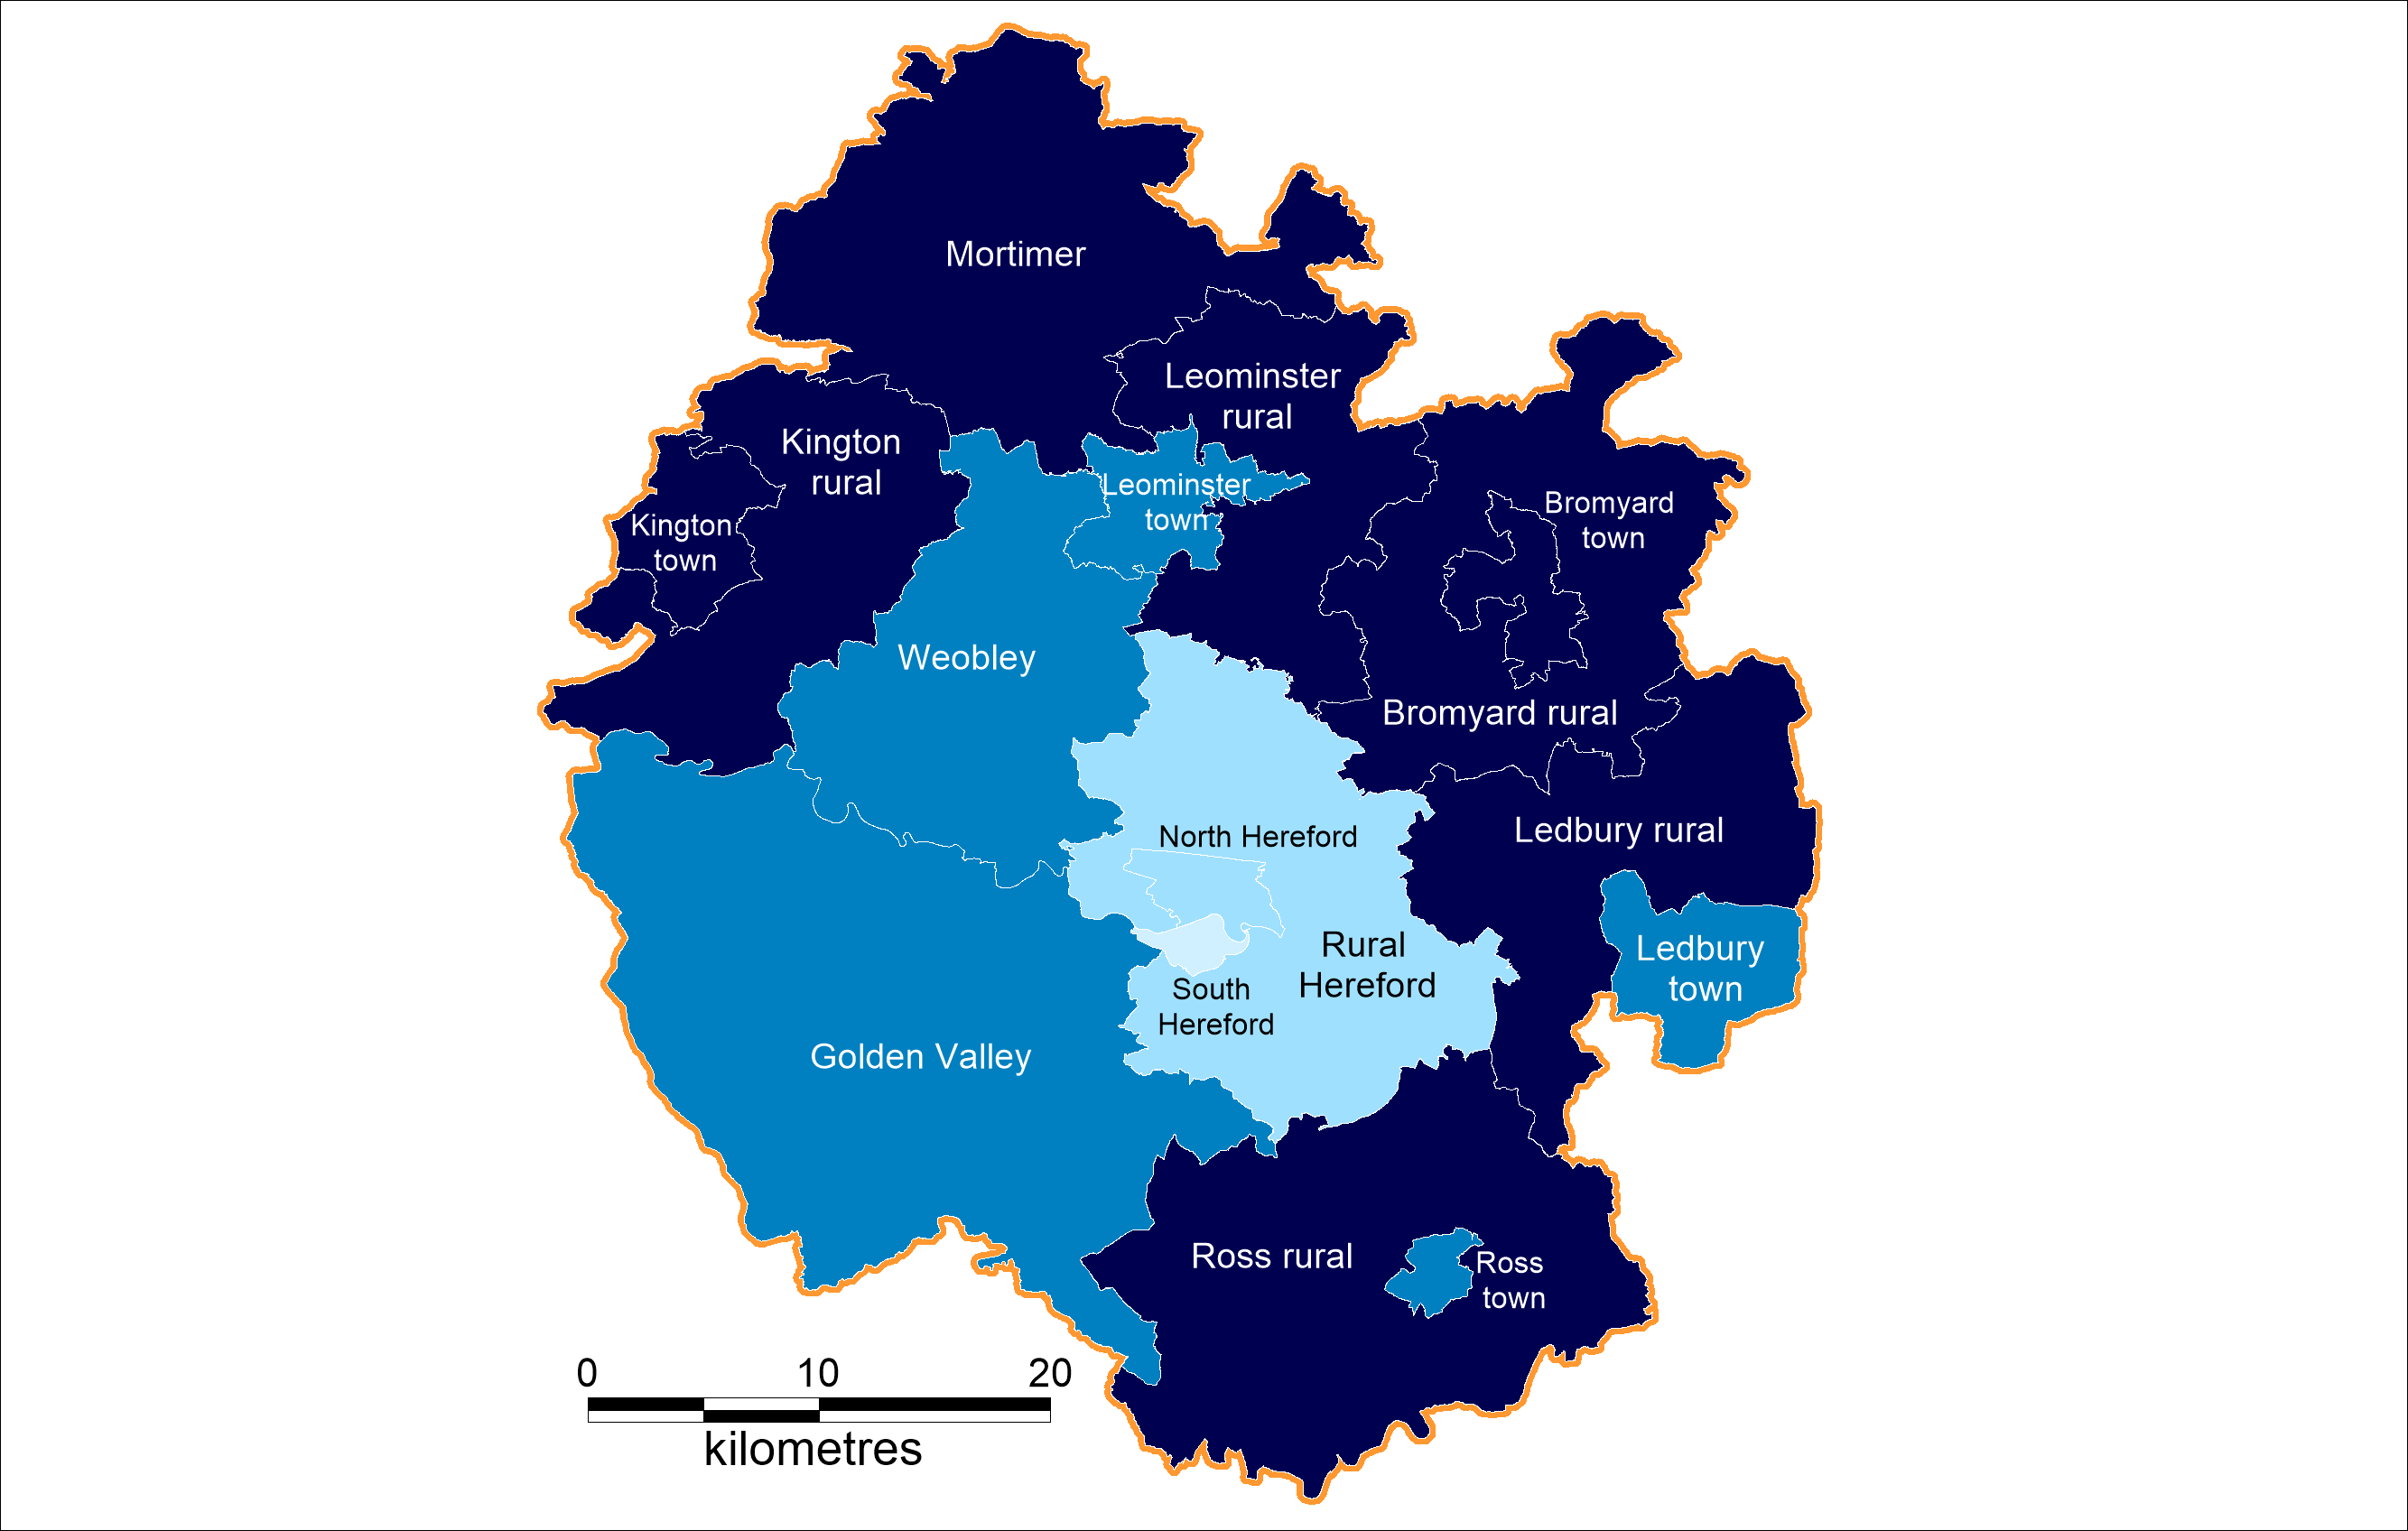 Mortimer
Leominster
rural
Kington
rural
Leominster
town
Bromyard
town
Kington
town
Weobley
Bromyard rural
North Hereford
Ledbury rural
Rural
Hereford
Ledbury
town
South
Hereford
Golden Valley
Ross rural
Ross
town
0 10 20
kilometres